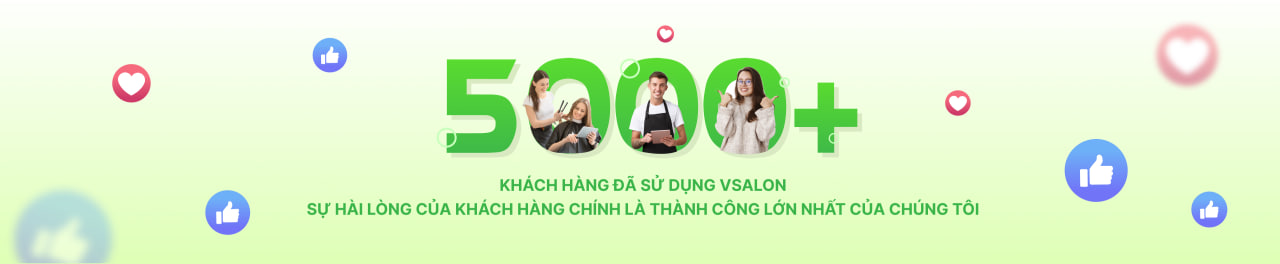 5000+
KHÁCH HÀNG ĐÃ SỬ DỤNG VSALON
SỰ HÀI LÒNG CỦA KHÁCH HÀNG CHÍNH LÀ THÀNH CÔNG LỚN NHẤT CỦA CHÚNG TÔI